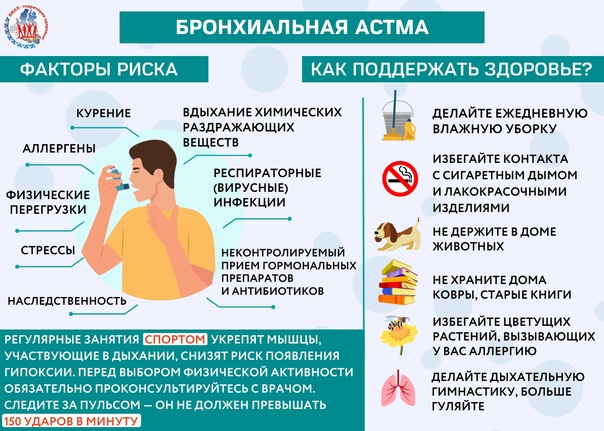 БРОНХИАЛЬНАЯ АСТМА
ФАКТОРЫ РИСКА
КУРЕНИЕ
АЛЛЕРГЕНЫ
ФИЗИЧЕСКИЕ
ПЕРЕГРУЗКИ
СТРЕССЫ
НАСЛЕДСТВЕННОСТЬ
ВДЫХАНИЕ ХИМИЧЕСКИХ
РАЗДРАЖАЮЩИХ
ВЕЩЕСТВ
РЕСПИРАТОРНЫЕ
(ВИРУСНЫЕ)
ИНФЕКЦИИ
НЕКОНТРОЛИРУЕМЫЙ
ПРИЕМ ГОРМОНАЛЬНЫХ
ПРЕПАРАТОВ
И АНТИБИОТИКОВ
РЕГУЛЯРНЫЕ ЗАНЯТИЯ СПОРТОМ УКРЕПЯТ МЫШЦЫ,
УЧАСТВУЮЩИЕ В ДЫХАНИИ, СНИЗЯТ РИСК ПОЯВЛЕНИЯ
ГИПОКСИИ. ПЕРЕД ВЫБОРОМ ФИЗИЧЕСКОЙ АКТИВНОСТИ
ОБЯЗАТЕЛЬНО ПРОКОНСУЛЬТИРУЙТЕСЬ С ВРАЧОМ.
СЛЕДИТЕ ЗА ПУЛЬСОМ — ОН НЕ ДОЛЖЕН ПРЕВЫШАТЬ
150 УДАРОВ В МИНУТУ
КАК ПОДДЕРЖАТЬ ЗДОРОВЬЕ?
ДЕЛАЙТЕ ЕЖЕДНЕВНУЮ
ВЛАЖНУЮ УБОРКУ
ИЗБЕГАЙТЕ КОНТАКТА
С СИГАРЕТНЫМ ДЫМОМ
И ЛАКОКРАСОЧНЫМИ
ИЗДЕЛИЯМИ
НЕ ДЕРЖИТЕ В ДОМЕ
ЖИВОТНЫХ
НЕ ХРАНИТЕ ДОМА
КОВРЫ, СТАРЫЕ КНИГИ
ИЗБЕГАЙТЕ ЦВЕТУЩИХ
РАСТЕНИЙ, ВЫЗЫВАЮЩИХ
У ВАС АЛЛЕРГИЮ
ДЕЛАЙТЕ ДЫХАТЕЛЬНУЮ
ГИМНАСТИКУ, БОЛЬШЕ
ГУЛЯЙТЕ